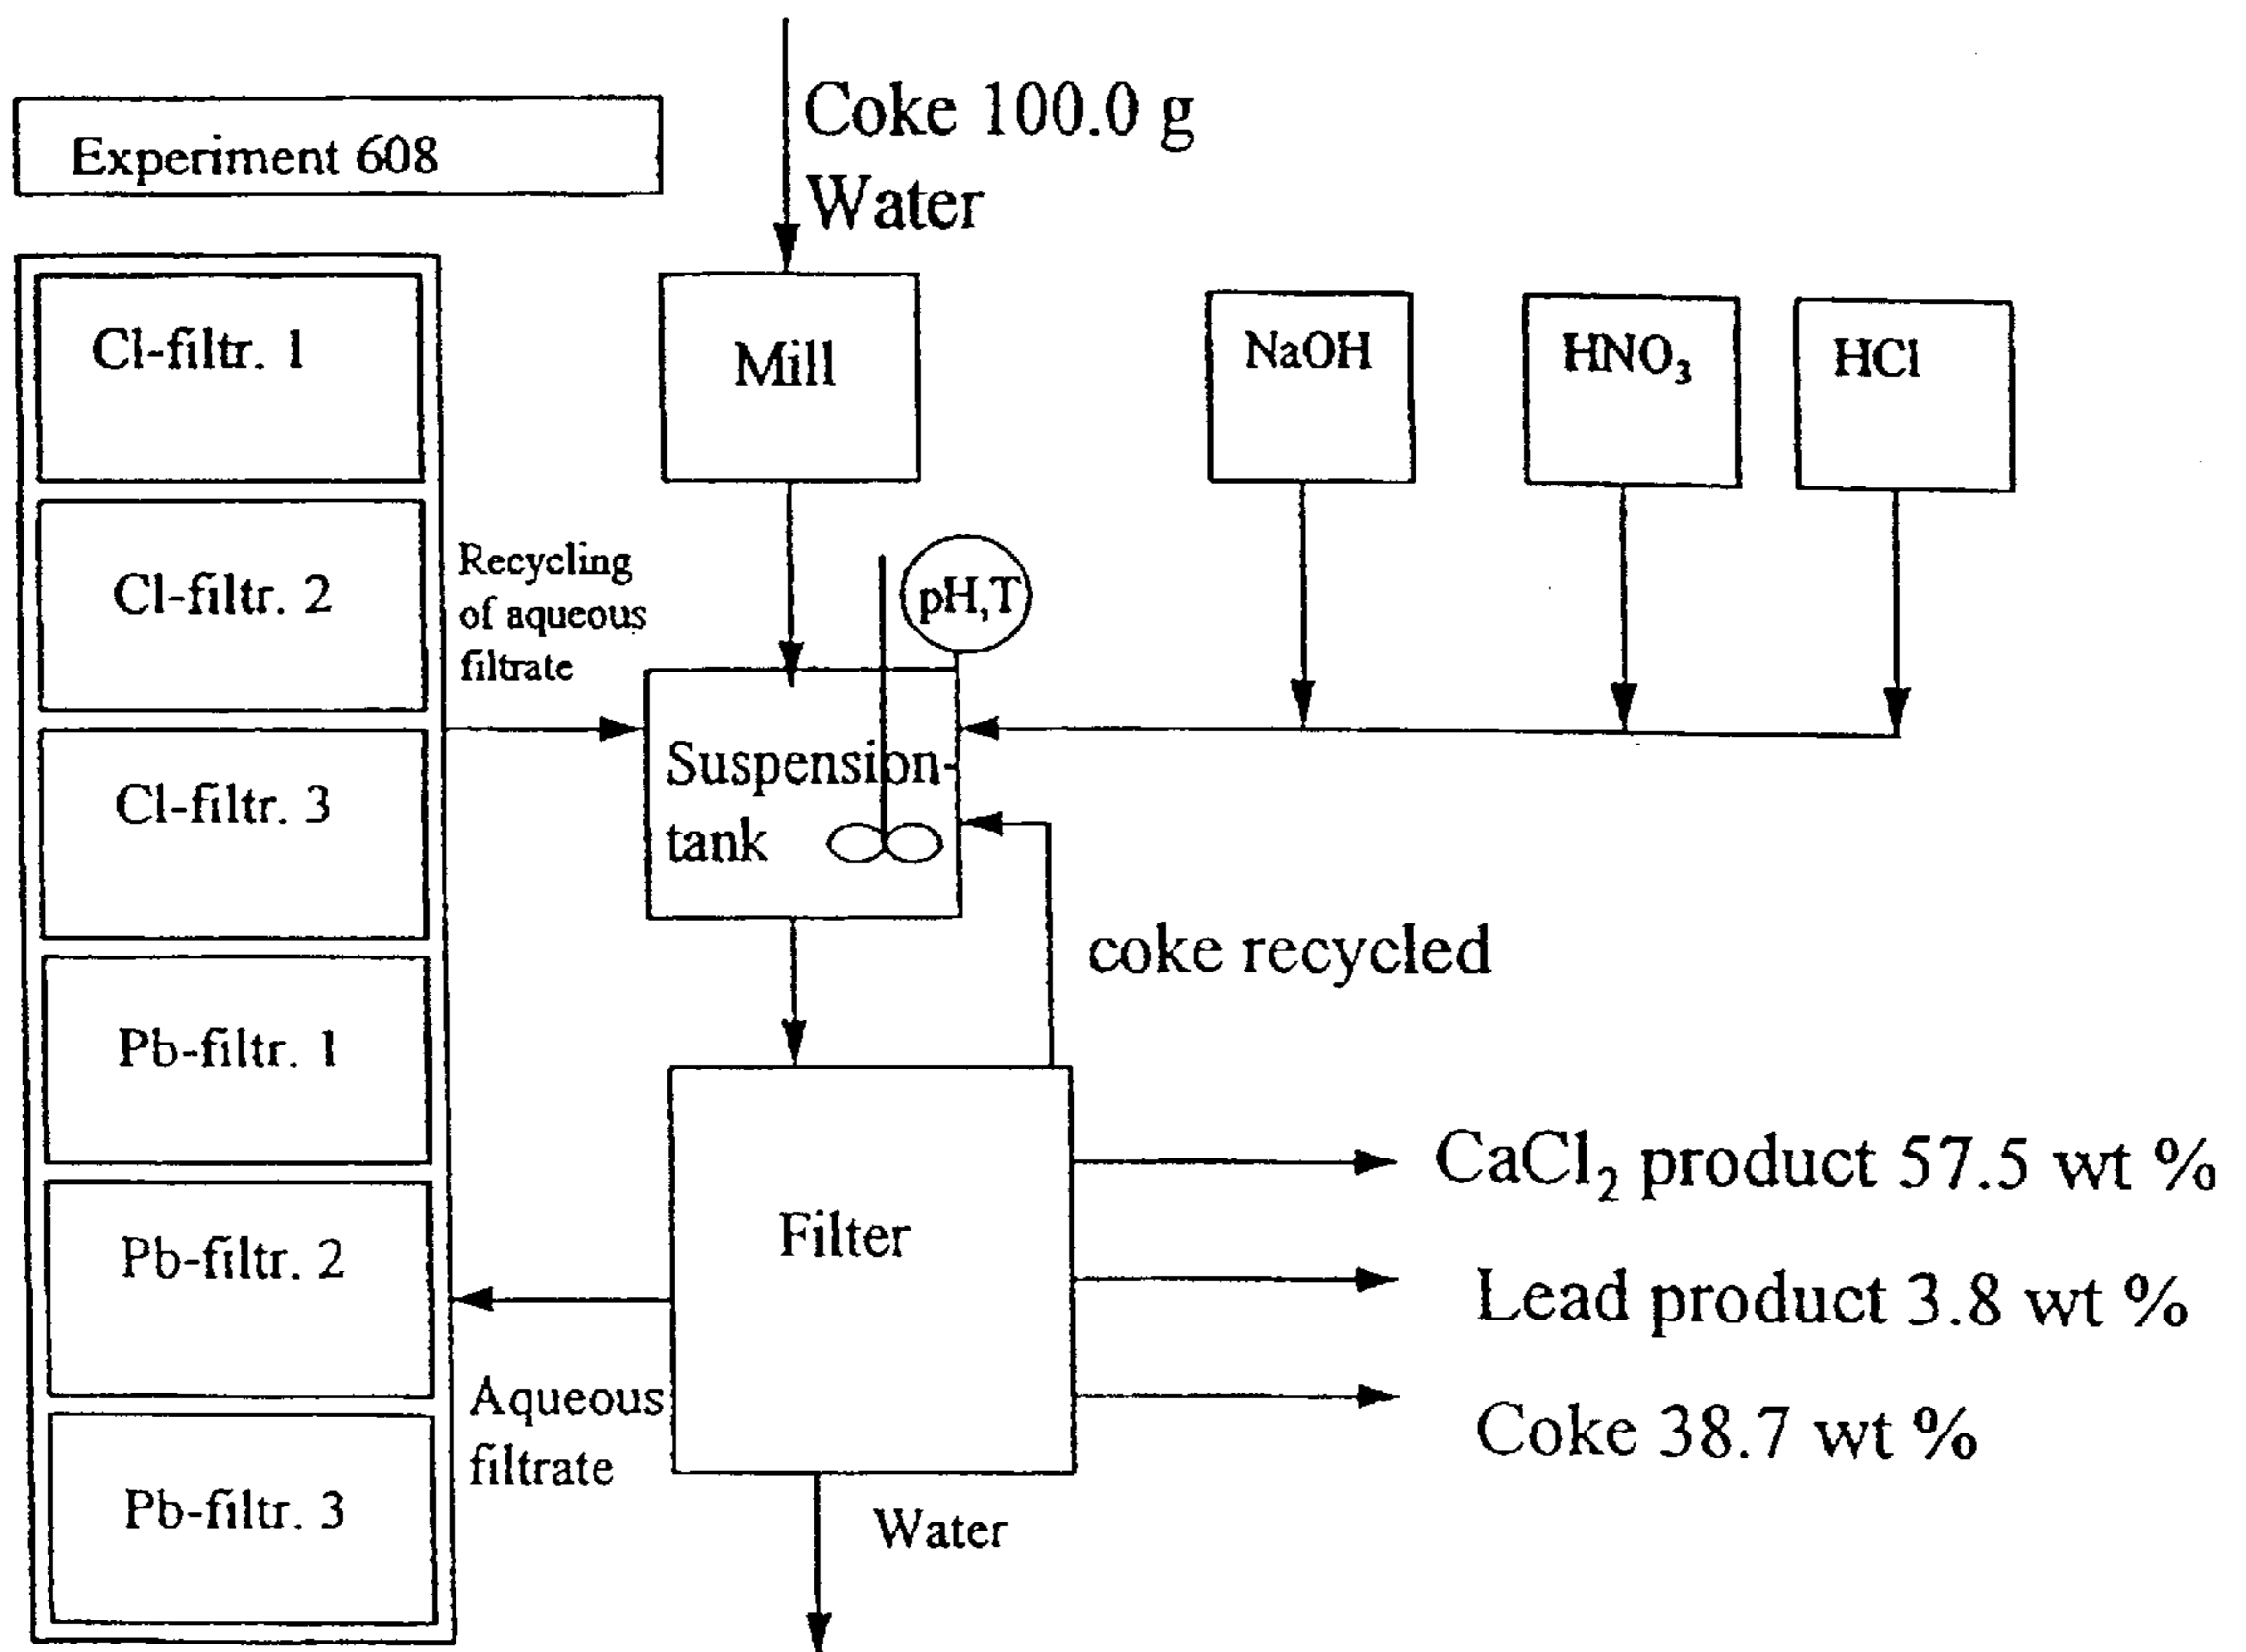 Experiment 608
Coke 100.0 g
Water
Cl-filtr. 1
Cl-filtr. 2
Cl-filtr. 3
Pb-filtr. 1
Pb-filtr. 2
Pb-filtr. 3
Recycling
of aqueous
filtrate
Mill
NaOH
HNO₃
HCl
pH,T
Suspension-
tank
coke recycled
Filter
CaCl₂ product 57.5 wt %
Lead product 3.8 wt %
Coke 38.7 wt %
Aqueous
filtrate
Water